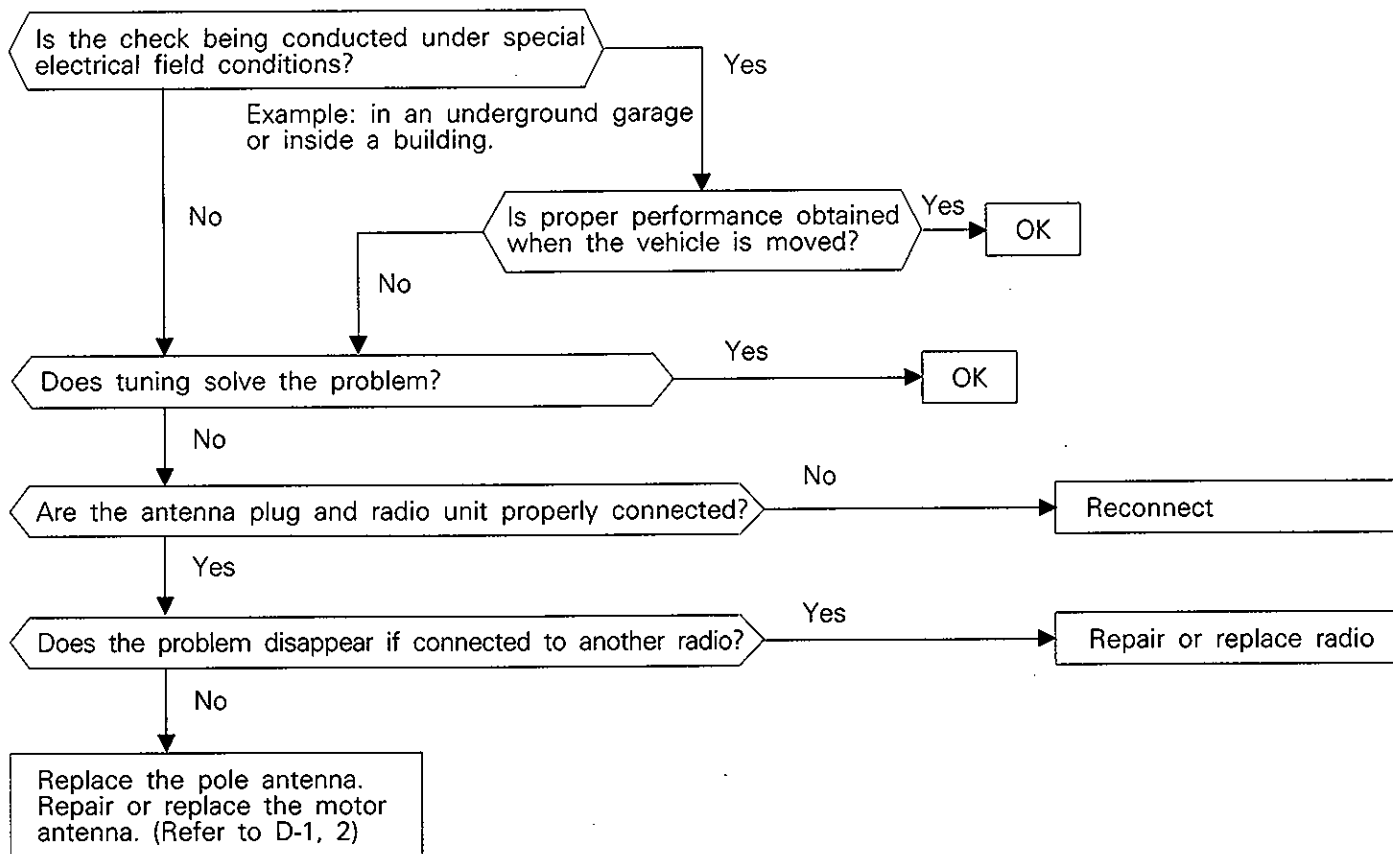 Is the check being conducted under special
electrical field conditions?
Yes
Example: in an underground garage
or inside a building.
No
Is proper performance obtained
when the vehicle is moved?
Yes
OK
No
Does tuning solve the problem?
Yes
OK
No
Are the antenna plug and radio unit properly connected?
No
Reconnect
Yes
Does the problem disappear if connected to another radio?
Yes
Repair or replace radio
No
Replace the pole antenna.
Repair or replace the motor
antenna. (Refer to D-1, 2)